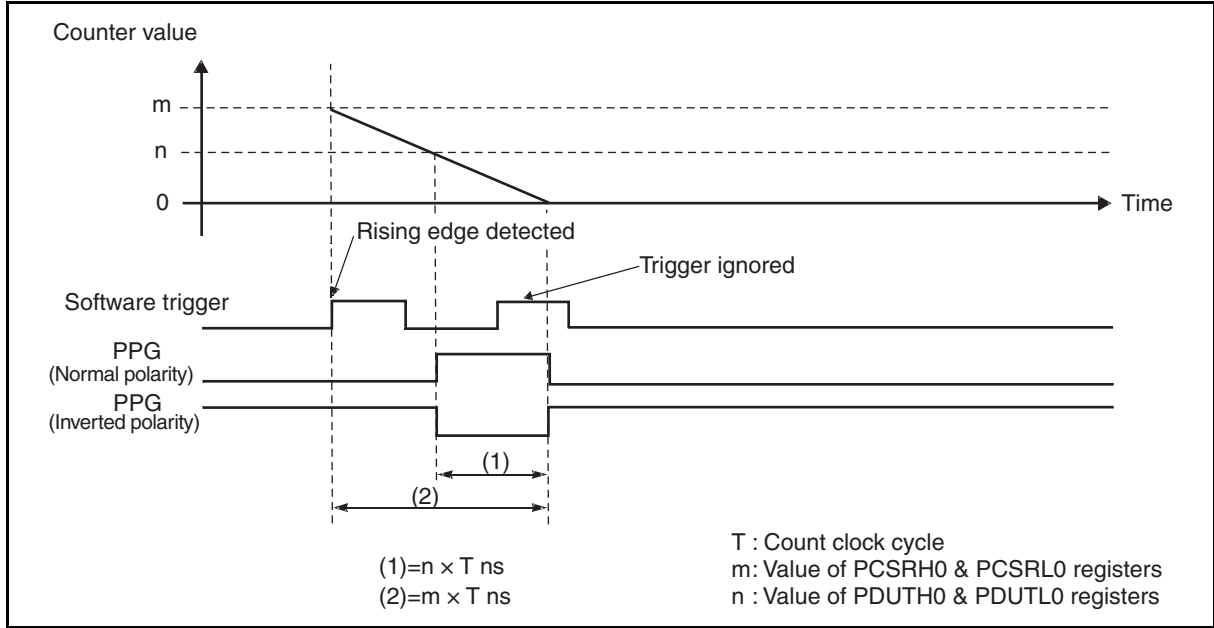 Counter value
m
n
0
Time
Rising edge detected
Trigger ignored
Software trigger
PPG
(Normal polarity)
PPG
(Inverted polarity)
(1)
(2)
(1)=n × T ns
(2)=m × T ns
T : Count clock cycle
m: Value of PCSRH0 & PCSRL0 registers
n : Value of PDUTH0 & PDUTL0 registers